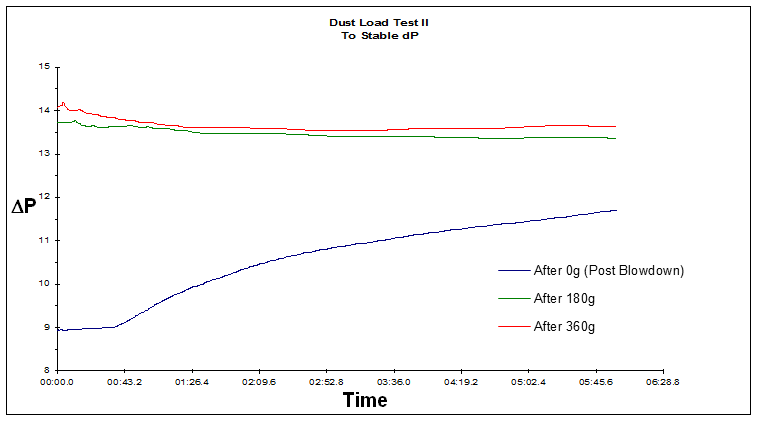 Dust Load Test II
To Stable dP
15
14
13
12
ΔP
11
10
9
8
After 0g (Post Blowdown)
After 180g
After 360g
00:00.0 00:43.2 01:26.4 02:09.6 02:52.8 03:36.0 04:19.2 05:02.4 05:45.6 06:28.8
Time